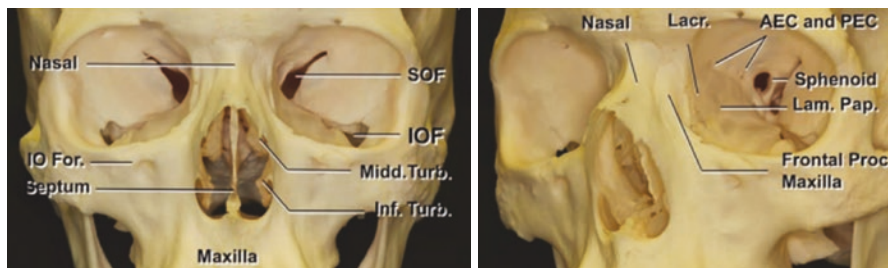 Nasal
SOF
IOF
IO For.
Midd.Turb.
Septum
Inf. Turb.
Maxilla
Nasal
Lacr.
AEC and PEC
Sphenoid
Lam. Pap.
Frontal Proc
Maxilla